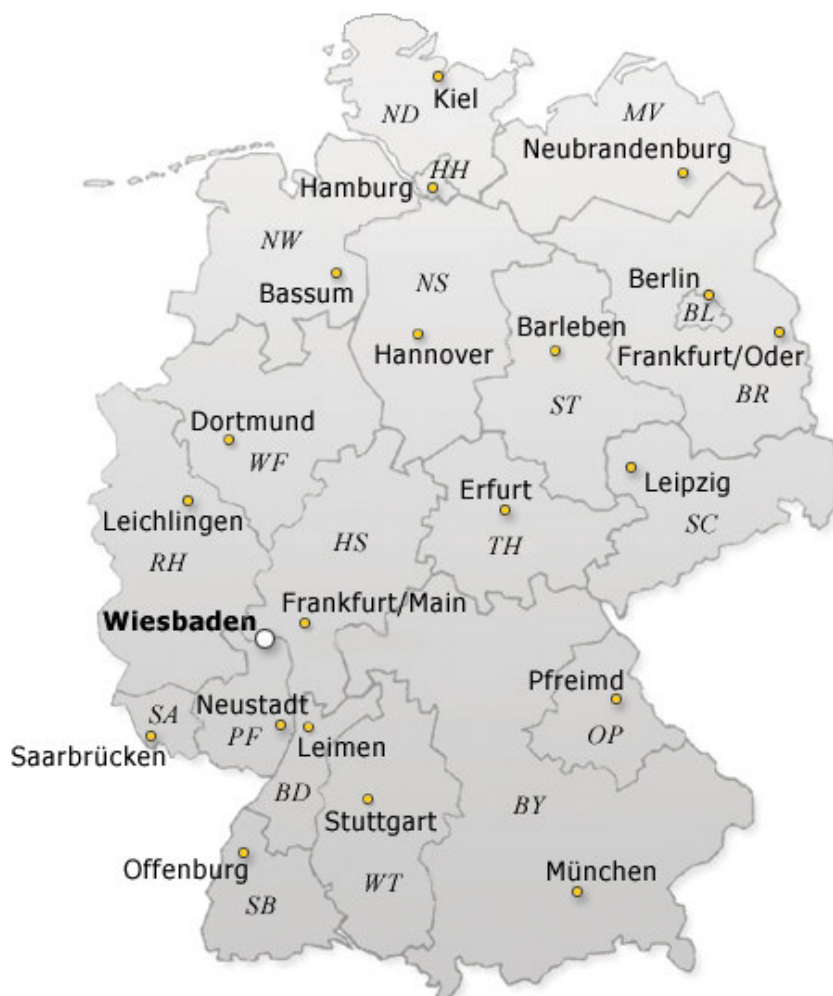 Kiel
ND
MV
Neubrandenburg
HH
Hamburg
NW
Bassum
NS
Berlin
BL
Barleben
Hannover
Frankfurt/Oder
BR
ST
Dortmund
WF
Leipzig
Erfurt
Leichlingen
SC
HS
TH
RH
Frankfurt/Main
Wiesbaden
Pfreimd
Neustadt
SA
PF
OP
Leimen
Saarbrücken
BD
BY
Stuttgart
Offenburg
München
WT
SB